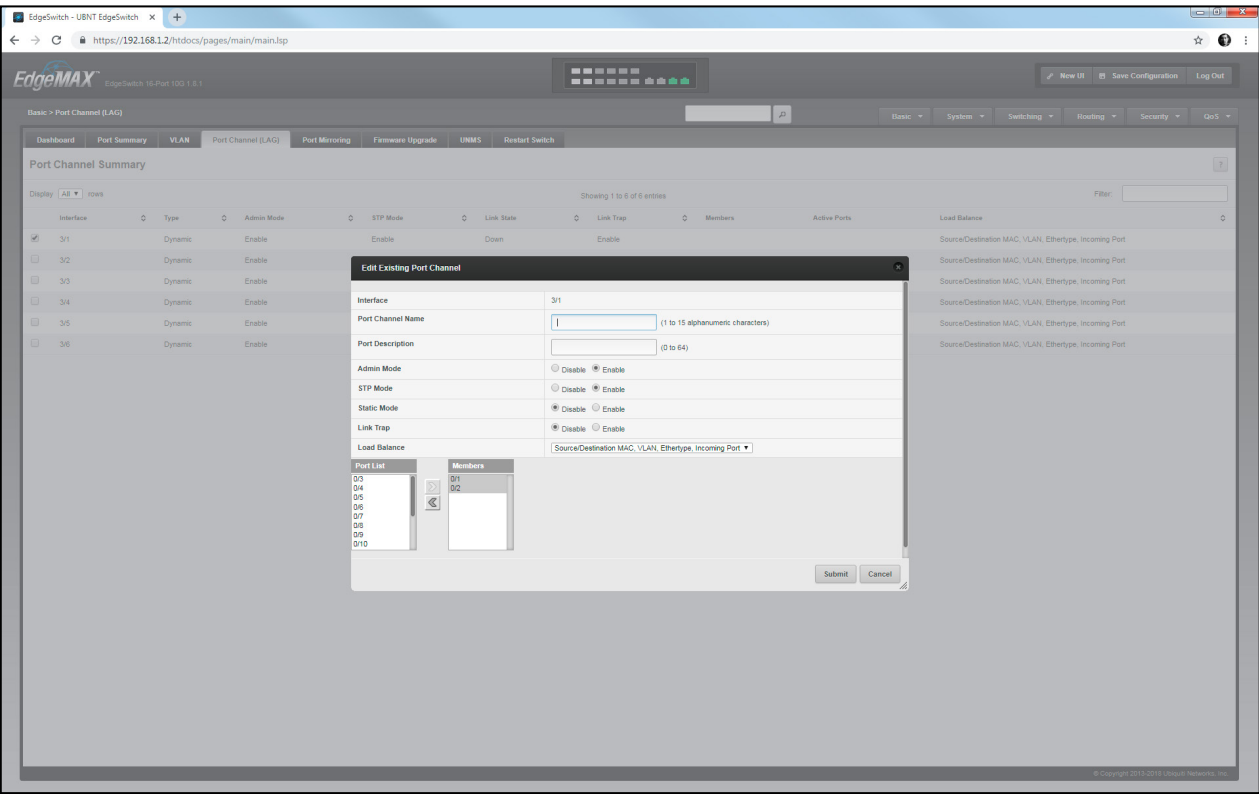 EdgeSwitch - UBNT EdgeSwitch
https://192.168.1.2/htdocs/pages/main/main.lsp
EdgeMAX™ EdgeSwitch 16-Port 10G 1.8.1
New UI Save Configuration Log Out
Basic > Port Channel (LAG)
Basic System Switching Routing Security QoS
Dashboard Port Summary VLAN Port Channel (LAG) Port Mirroring Firmware Upgrade UNMS Restart Switch
Port Channel Summary ?
Display All rows Showing 1 to 6 of 6 entries Filter:
Interface Type Admin Mode STP Mode Link State Link Trap Members Active Ports Load Balance
3/1 Dynamic Enable Enable Down Enable Source/Destination MAC, VLAN, Ethertype, Incoming Port
3/2 Dynamic Enable Source/Destination MAC, VLAN, Ethertype, Incoming Port
3/3 Dynamic Enable Source/Destination MAC, VLAN, Ethertype, Incoming Port
3/4 Dynamic Enable Source/Destination MAC, VLAN, Ethertype, Incoming Port
3/5 Dynamic Enable Source/Destination MAC, VLAN, Ethertype, Incoming Port
3/6 Dynamic Enable Source/Destination MAC, VLAN, Ethertype, Incoming Port
Edit Existing Port Channel
Interface 3/1
Port Channel Name (1 to 15 alphanumeric characters)
Port Description (0 to 64)
Admin Mode Disable Enable
STP Mode Disable Enable
Static Mode Disable Enable
Link Trap Disable Enable
Load Balance Source/Destination MAC, VLAN, Ethertype, Incoming Port
Port List Members
0/3 0/1
0/4 0/2
0/5
0/6
0/7
0/8
0/9
0/10
Submit Cancel
© Copyright 2013-2018 Ubiquiti Networks, Inc.